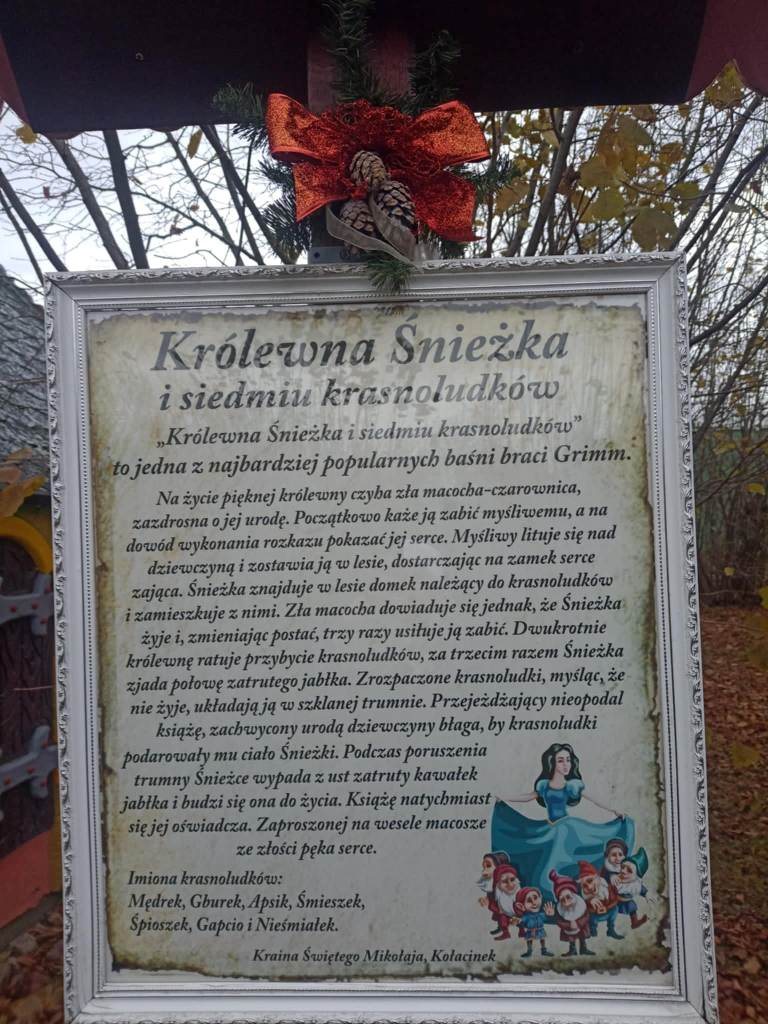 Królewna Śnieżka
i siedmiu krasnoludków
„Królewna Śnieżka i siedmiu krasnoludków”
to jedna z najbardziej popularnych baśni braci Grimm.
Na życie pięknej królewny czyha zła macocha-czarownica,
zazdrosna o jej urodę. Początkowo każe ją zabić myśliwemu, a na
dowód wykonania rozkazu pokazać jej serce. Myśliwy lituje się nad
dziewczyną i zostawia ją w lesie, dostarczając na zamek serce
zająca. Śnieżka znajduje w lesie domek należący do krasnoludków
i zamieszkuje z nimi. Zła macocha dowiaduje się jednak, że Śnieżka
żyje i, zmieniając postać, trzy razy usiłuje ją zabić. Dwukrotnie
królewnę ratuje przybycie krasnoludków, za trzecim razem Śnieżka
zjada połowę zatrutego jabłka. Zrozpaczone krasnoludki, myśląc, że
nie żyje, układają ją w szklanej trumnie. Przejeżdżający nieopodal
książę, zachwycony urodą dziewczyny błaga, by krasnoludki
podarowały mu ciało Śnieżki. Podczas poruszenia
trumny Śnieżce wypada z ust zatruty kawałek
jabłka i budzi się ona do życia. Książę natychmiast
się jej oświadcza. Zaproszonej na wesele macosze
ze złości pęka serce.
Imiona krasnoludków:
Mędrek, Gburek, Apsik, Śmieszek,
Śpioszek, Gapcio i Nieśmiałek.
Kraina Świętego Mikołaja, Kołacinek